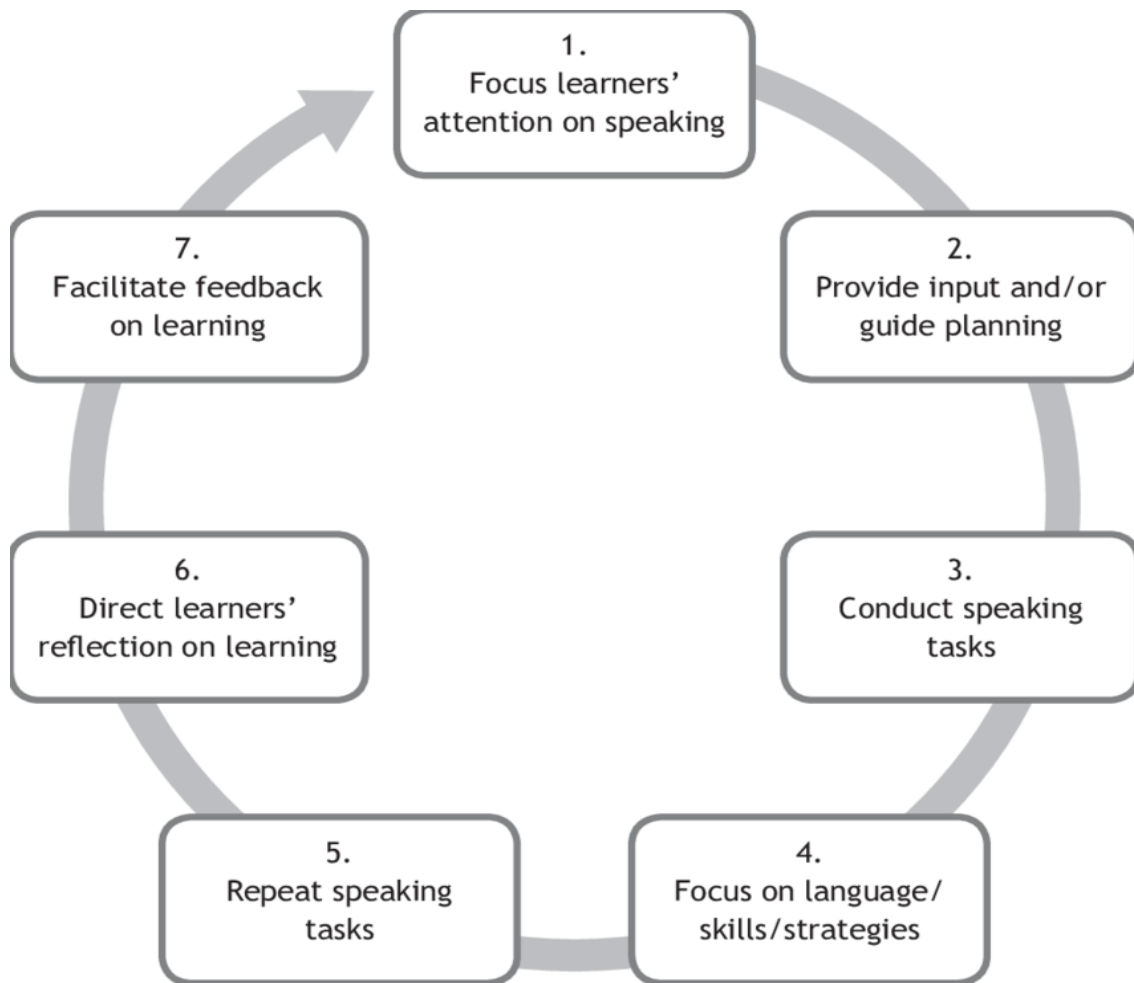 1.
Focus learners’
attention on speaking
2.
Provide input and/or
guide planning
3.
Conduct speaking
tasks
4.
Focus on language/
skills/strategies
5.
Repeat speaking
tasks
6.
Direct learners’
reflection on learning
7.
Facilitate feedback
on learning